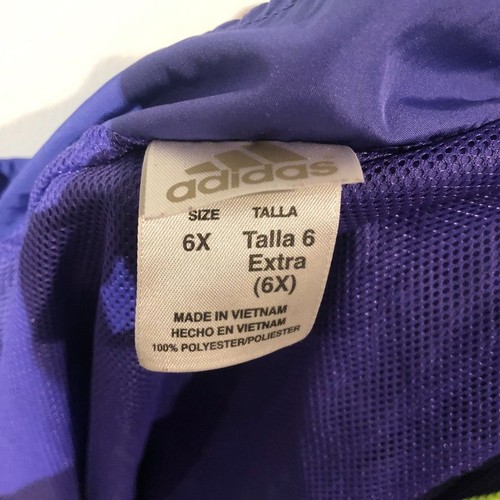 adidas
SIZE TALLA
6X Talla 6
Extra
(6X)
MADE IN VIETNAM
HECHO EN VIETNAM
100% POLYESTER/POLIESTER